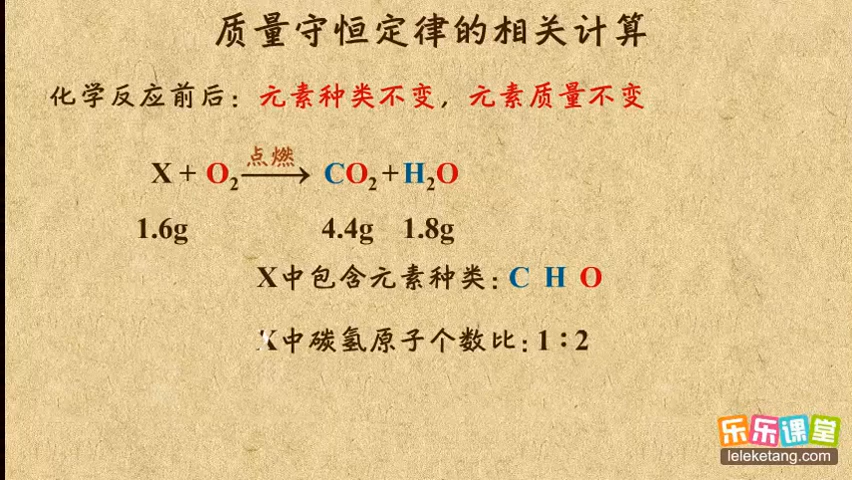 质量守恒定律的相关计算
化学反应前后：元素种类不变，元素质量不变
点燃
X + O₂ ⟶ CO₂ + H₂O
1.6g 4.4g 1.8g
X中包含元素种类：C H O
X中碳氢原子个数比：1∶2
乐乐课堂
leleketang.com